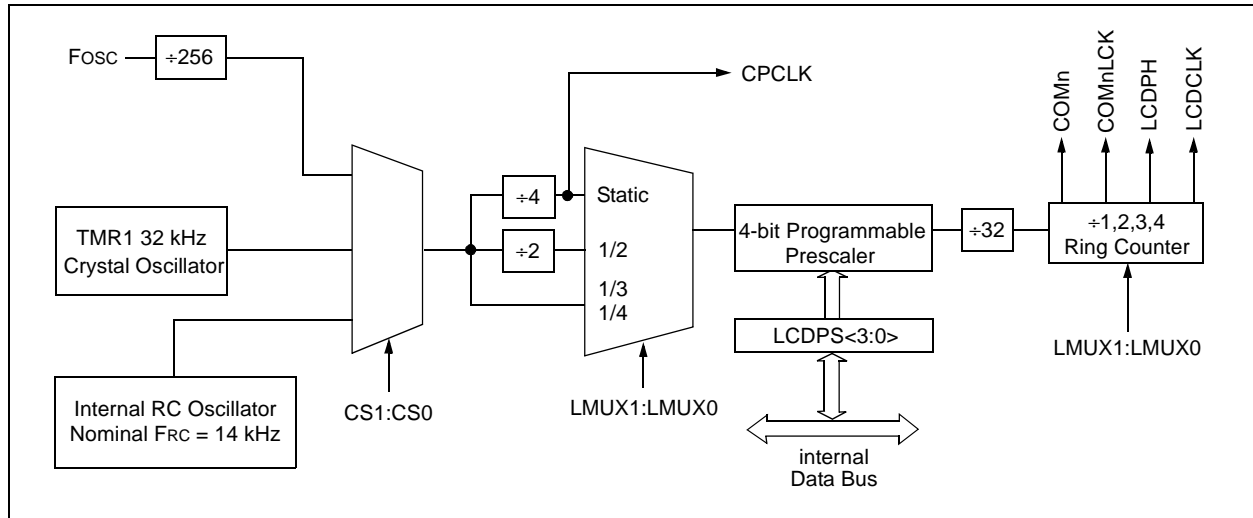 FOSC
÷256
CPCLK
COMn
COMnLCK
LCDPH
LCDCLK
÷4
Static
TMR1 32 kHz
Crystal Oscillator
÷2
1/2
1/3
1/4
4-bit Programmable
Prescaler
÷32
÷1,2,3,4
Ring Counter
LCDPS<3:0>
LMUX1:LMUX0
Internal RC Oscillator
Nominal FRC = 14 kHz
CS1:CS0
LMUX1:LMUX0
internal
Data Bus